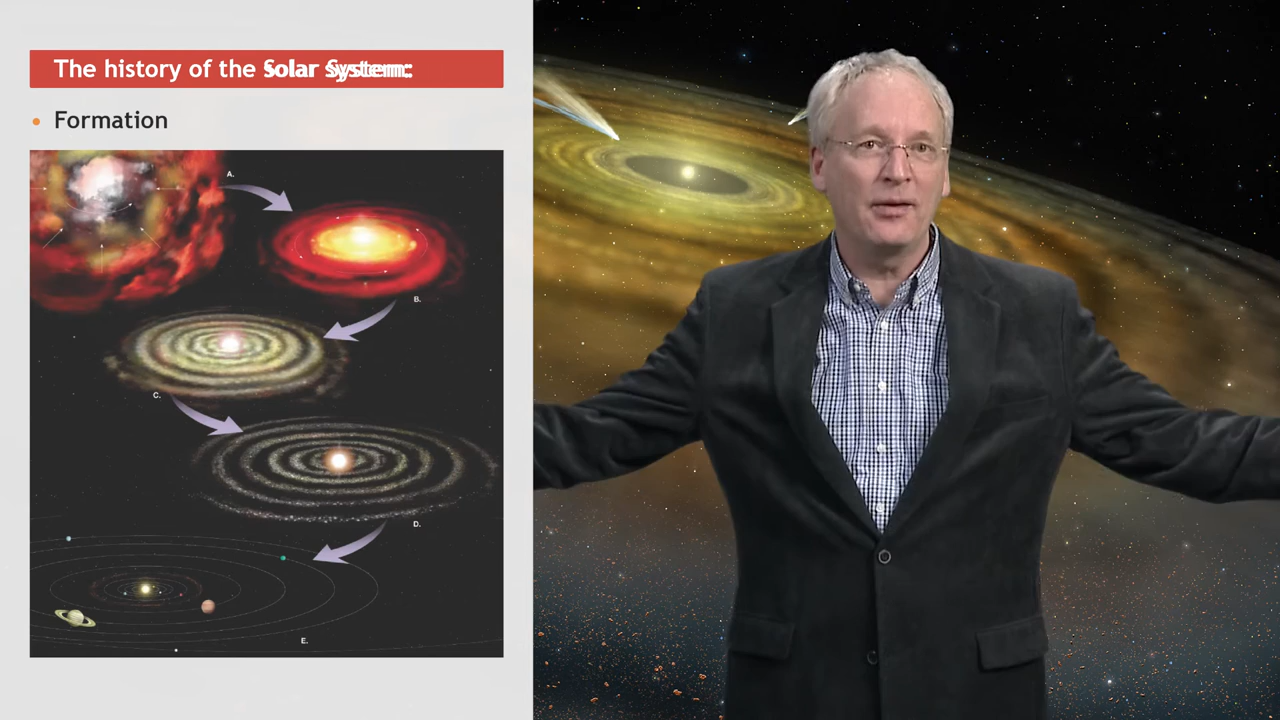 The history of the Solar System:
• Formation
A.
B.
C.
D.
E.